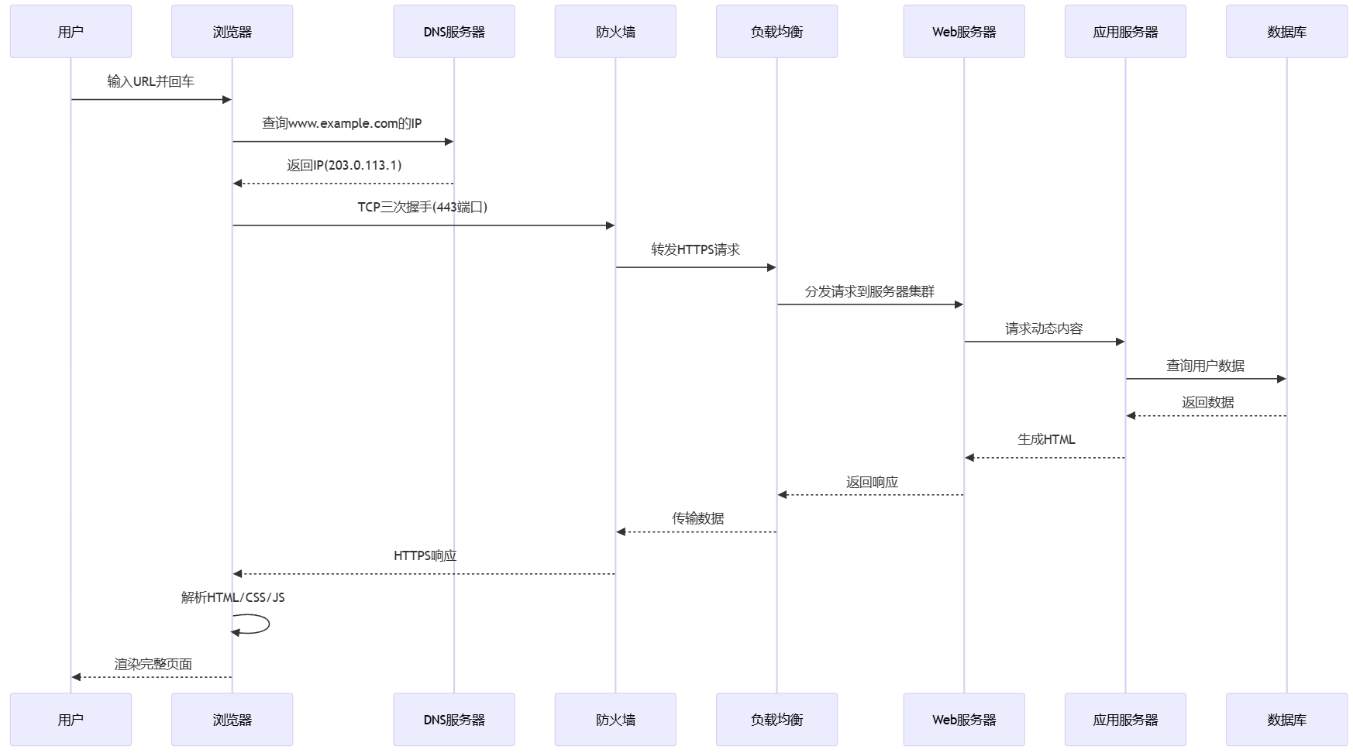 用户
浏览器
DNS服务器
防火墙
负载均衡
Web服务器
应用服务器
数据库
输入URL并回车
查询www.example.com的IP
返回IP(203.0.113.1)
TCP三次握手(443端口)
转发HTTPS请求
分发请求到服务器集群
请求动态内容
查询用户数据
返回数据
生成HTML
返回响应
传输数据
HTTPS响应
解析HTML/CSS/JS
渲染完整页面
用户
浏览器
DNS服务器
防火墙
负载均衡
Web服务器
应用服务器
数据库